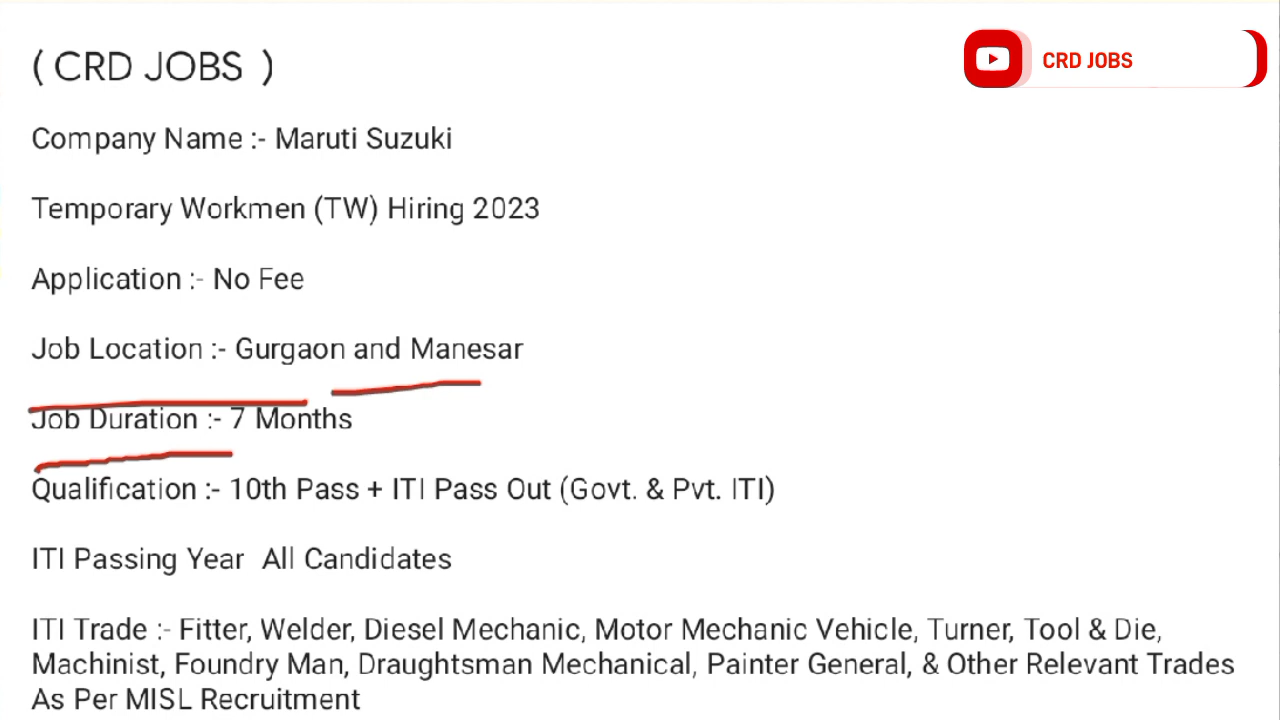 ( CRD JOBS )
CRD JOBS
Company Name :- Maruti Suzuki
Temporary Workmen (TW) Hiring 2023
Application :- No Fee
Job Location :- Gurgaon and Manesar
Job Duration :- 7 Months
Qualification :- 10th Pass + ITI Pass Out (Govt. & Pvt. ITI)
ITI Passing Year All Candidates
ITI Trade :- Fitter, Welder, Diesel Mechanic, Motor Mechanic Vehicle, Turner, Tool & Die,
Machinist, Foundry Man, Draughtsman Mechanical, Painter General, & Other Relevant Trades
As Per MISL Recruitment